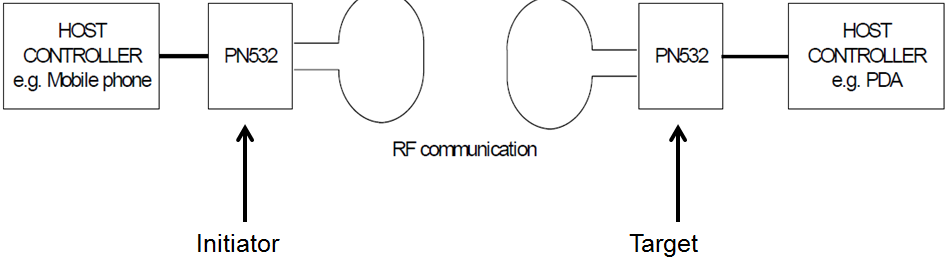 HOST
CONTROLLER
e.g. Mobile phone
PN532
PN532
HOST
CONTROLLER
e.g. PDA
RF communication
Initiator
Target